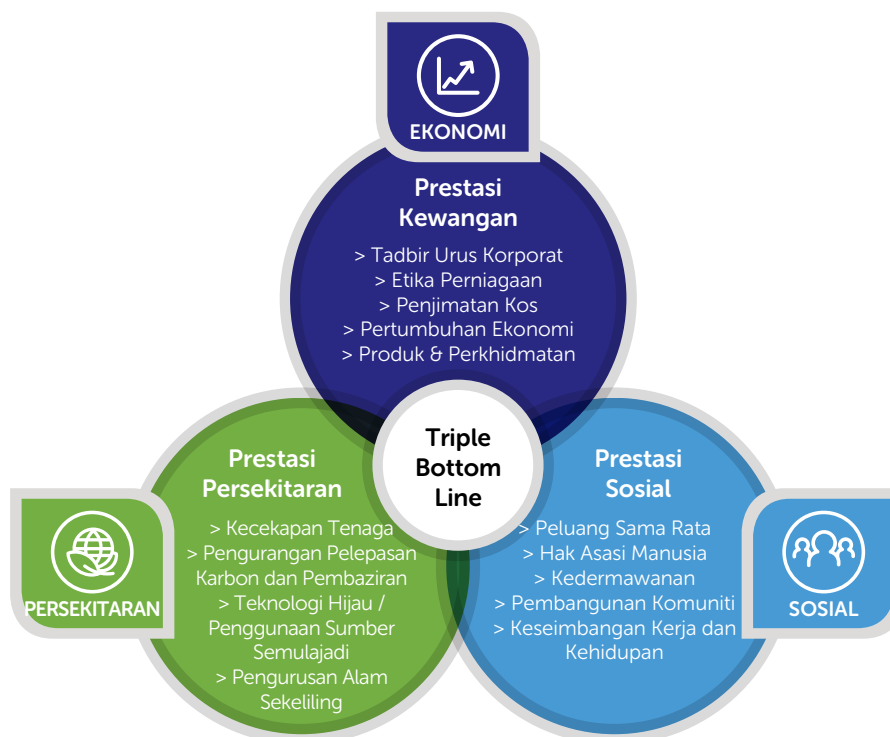 EKONOMI
Prestasi
Kewangan
> Tadbir Urus Korporat
> Etika Perniagaan
> Penjimatan Kos
> Pertumbuhan Ekonomi
> Produk & Perkhidmatan
Triple
Bottom
Line
PERSEKITARAN
Prestasi
Persekitaran
> Kecekapan Tenaga
> Pengurangan Pelepasan
Karbon dan Pembaziran
> Teknologi Hijau /
Penggunaan Sumber
Semulajadi
> Pengurusan Alam
Sekeliling
Prestasi
Sosial
> Peluang Sama Rata
> Hak Asasi Manusia
> Kedermawanan
> Pembangunan Komuniti
> Keseimbangan Kerja dan
Kehidupan
SOSIAL